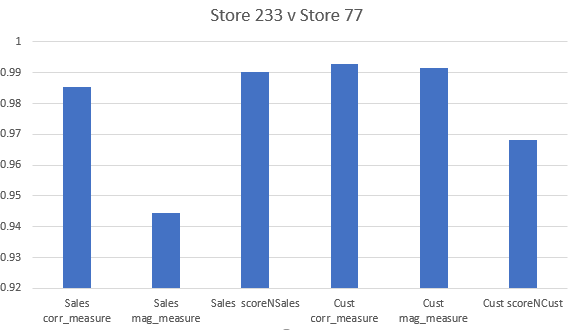 Store 233 v Store 77
1
0.99
0.98
0.97
0.96
0.95
0.94
0.93
0.92
Sales
corr_measure
Sales
mag_measure
Sales scoreNSales
Cust
corr_measure
Cust
mag_measure
Cust scoreNCust